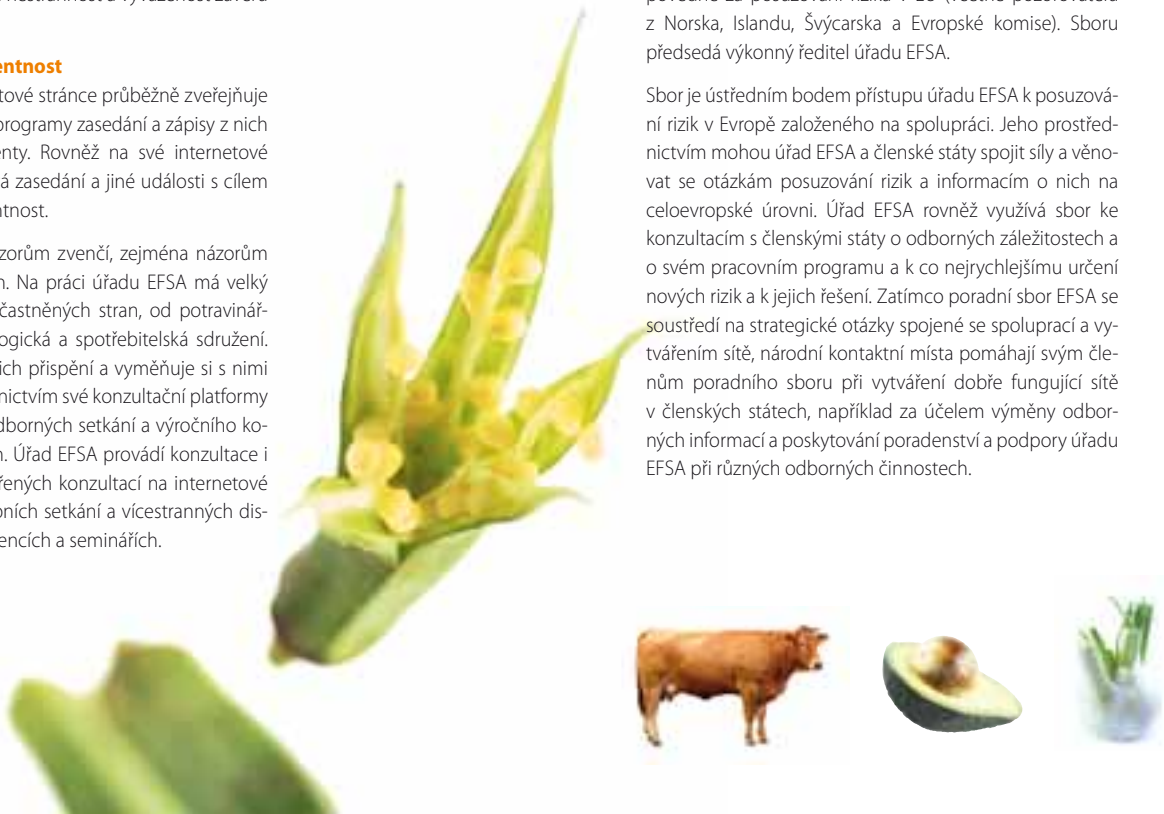 entnost
tové stránce průběžně zveřejňuje
programy zasedání a zápisy z nich
enty. Rovněž na své internetové
á zasedání a jiné události s cílem
ntnost.
zorům zvenčí, zejména názorům
n. Na práci úřadu EFSA má velký
častněných stran, od potravinář-
ogická a spotřebitelská sdružení.
ich přispění a vyměňuje si s nimi
nictvím své konzultační platformy
dborných setkání a výročního ko-
n. Úřad EFSA provádí konzultace i
řených konzultací na internetové
oních setkání a vícestranných dis-
encích a seminářích.
z Norska, Islandu, Švýcarska a Evropské komise). Sboru
předsedá výkonný ředitel úřadu EFSA.
Sbor je ústředním bodem přístupu úřadu EFSA k posuzová-
ní rizik v Evropě založeného na spolupráci. Jeho prostřed-
nictvím mohou úřad EFSA a členské státy spojit síly a věno-
vat se otázkám posuzování rizik a informacím o nich na
celoevropské úrovni. Úřad EFSA rovněž využívá sbor ke
konzultacím s členskými státy o odborných záležitostech a
o svém pracovním programu a k co nejrychlejšímu určení
nových rizik a k jejich řešení. Zatímco poradní sbor EFSA se
soustředí na strategické otázky spojené se spoluprací a vy-
tvářením sítě, národní kontaktní místa pomáhají svým čle-
nům poradního sboru při vytváření dobře fungující sítě
v členských státech, například za účelem výměny odbor-
ných informací a poskytování poradenství a podpory úřadu
EFSA při různých odborných činnostech.